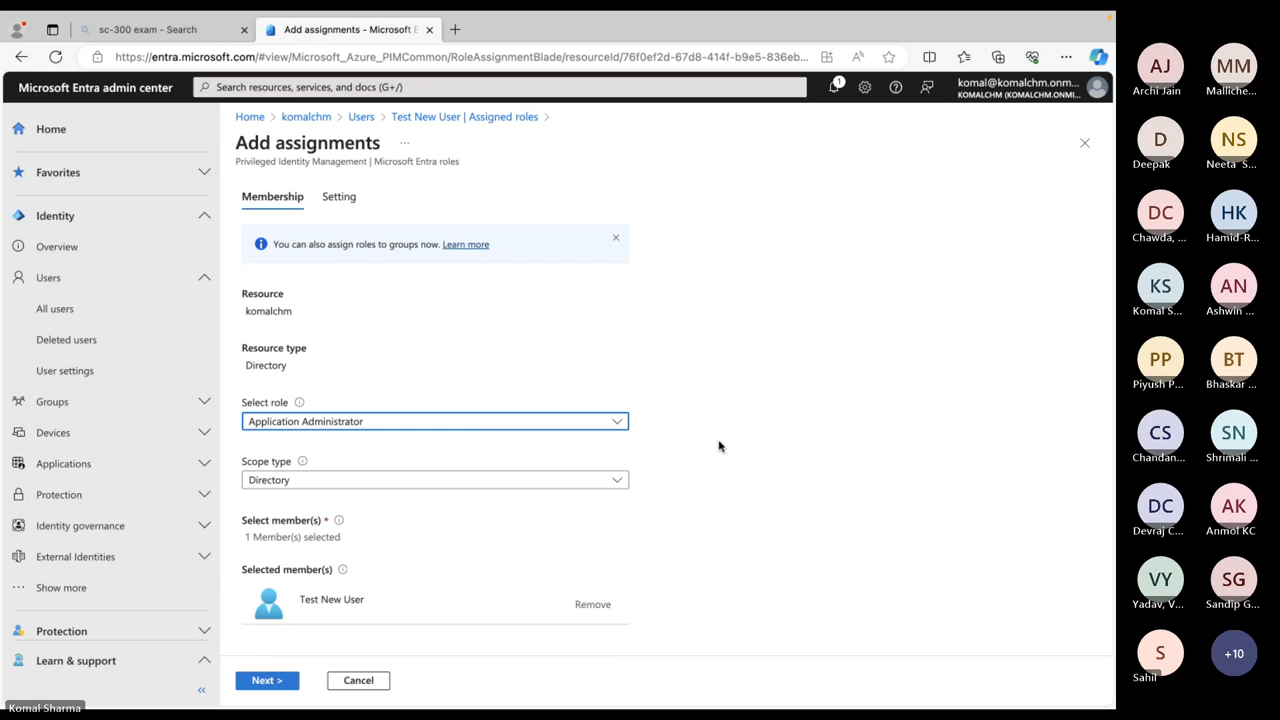 sc-300 exam - Search
Add assignments - Microsoft E
https://entra.microsoft.com/#view/Microsoft_Azure_PIMCommon/RoleAssignmentBlade/resourceId/76f0ef2d-67d8-414f-b9e5-836eb...
Microsoft Entra admin center
Search resources, services, and docs (G+/)
1
komal@komalchm.onm...
KOMALCHM (KOMALCHM.ONMI...
Home
Favorites
Identity
Overview
Users
All users
Deleted users
User settings
Groups
Devices
Applications
Protection
Identity governance
External Identities
Show more
Protection
Learn & support
Home > komalchm > Users > Test New User | Assigned roles >
Add assignments ...
Privileged Identity Management | Microsoft Entra roles
Membership Setting
You can also assign roles to groups now. Learn more
Resource
komalchm
Resource type
Directory
Select role
Application Administrator
Scope type
Directory
Select member(s) *
1 Member(s) selected
Selected member(s)
Test New User
Remove
Next >
Cancel
Komal Sharma
AJ MM
Archi Jain Malliche...
D NS
Deepak Neeta S...
DC HK
Chawda, ... Hamid-R...
KS AN
Komal S... Ashwin ...
PP BT
Piyush P... Bhaskar ...
CS SN
Chandan... Shrimali ...
DC AK
Devraj C... Anmol KC
VY SG
Yadav, V... Sandip G...
S +10
Sahil